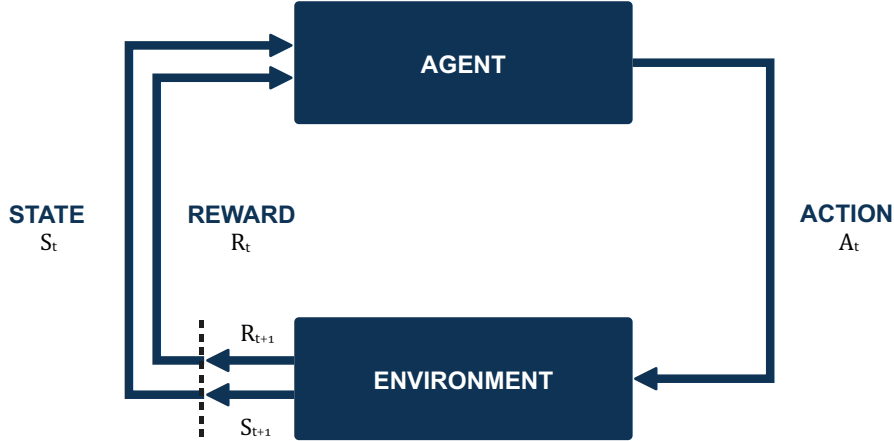 AGENT
STATE
Sₜ
REWARD
Rₜ
ACTION
Aₜ
Rₜ₊₁
ENVIRONMENT
Sₜ₊₁